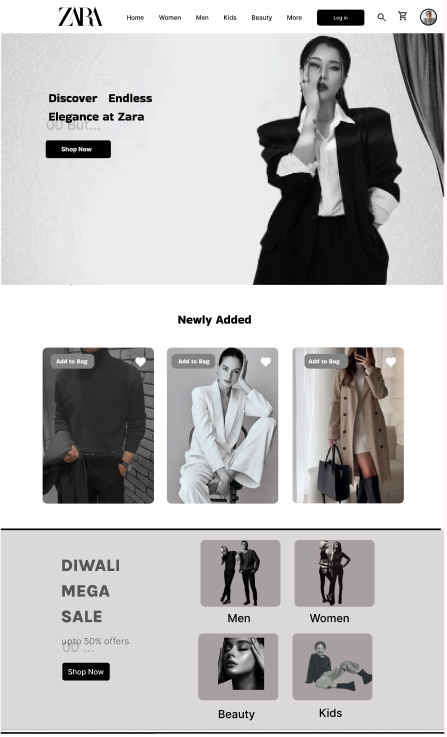 ZARA
Home Women Men Kids Beauty More Log in
Discover Endless
Elegance at Zara
00 But...
Shop Now
Newly Added
Add to Bag Add to Bag Add to Bag
DIWALI
MEGA
SALE
upto 50% offers
00 ...
Shop Now
Men Women
Beauty Kids